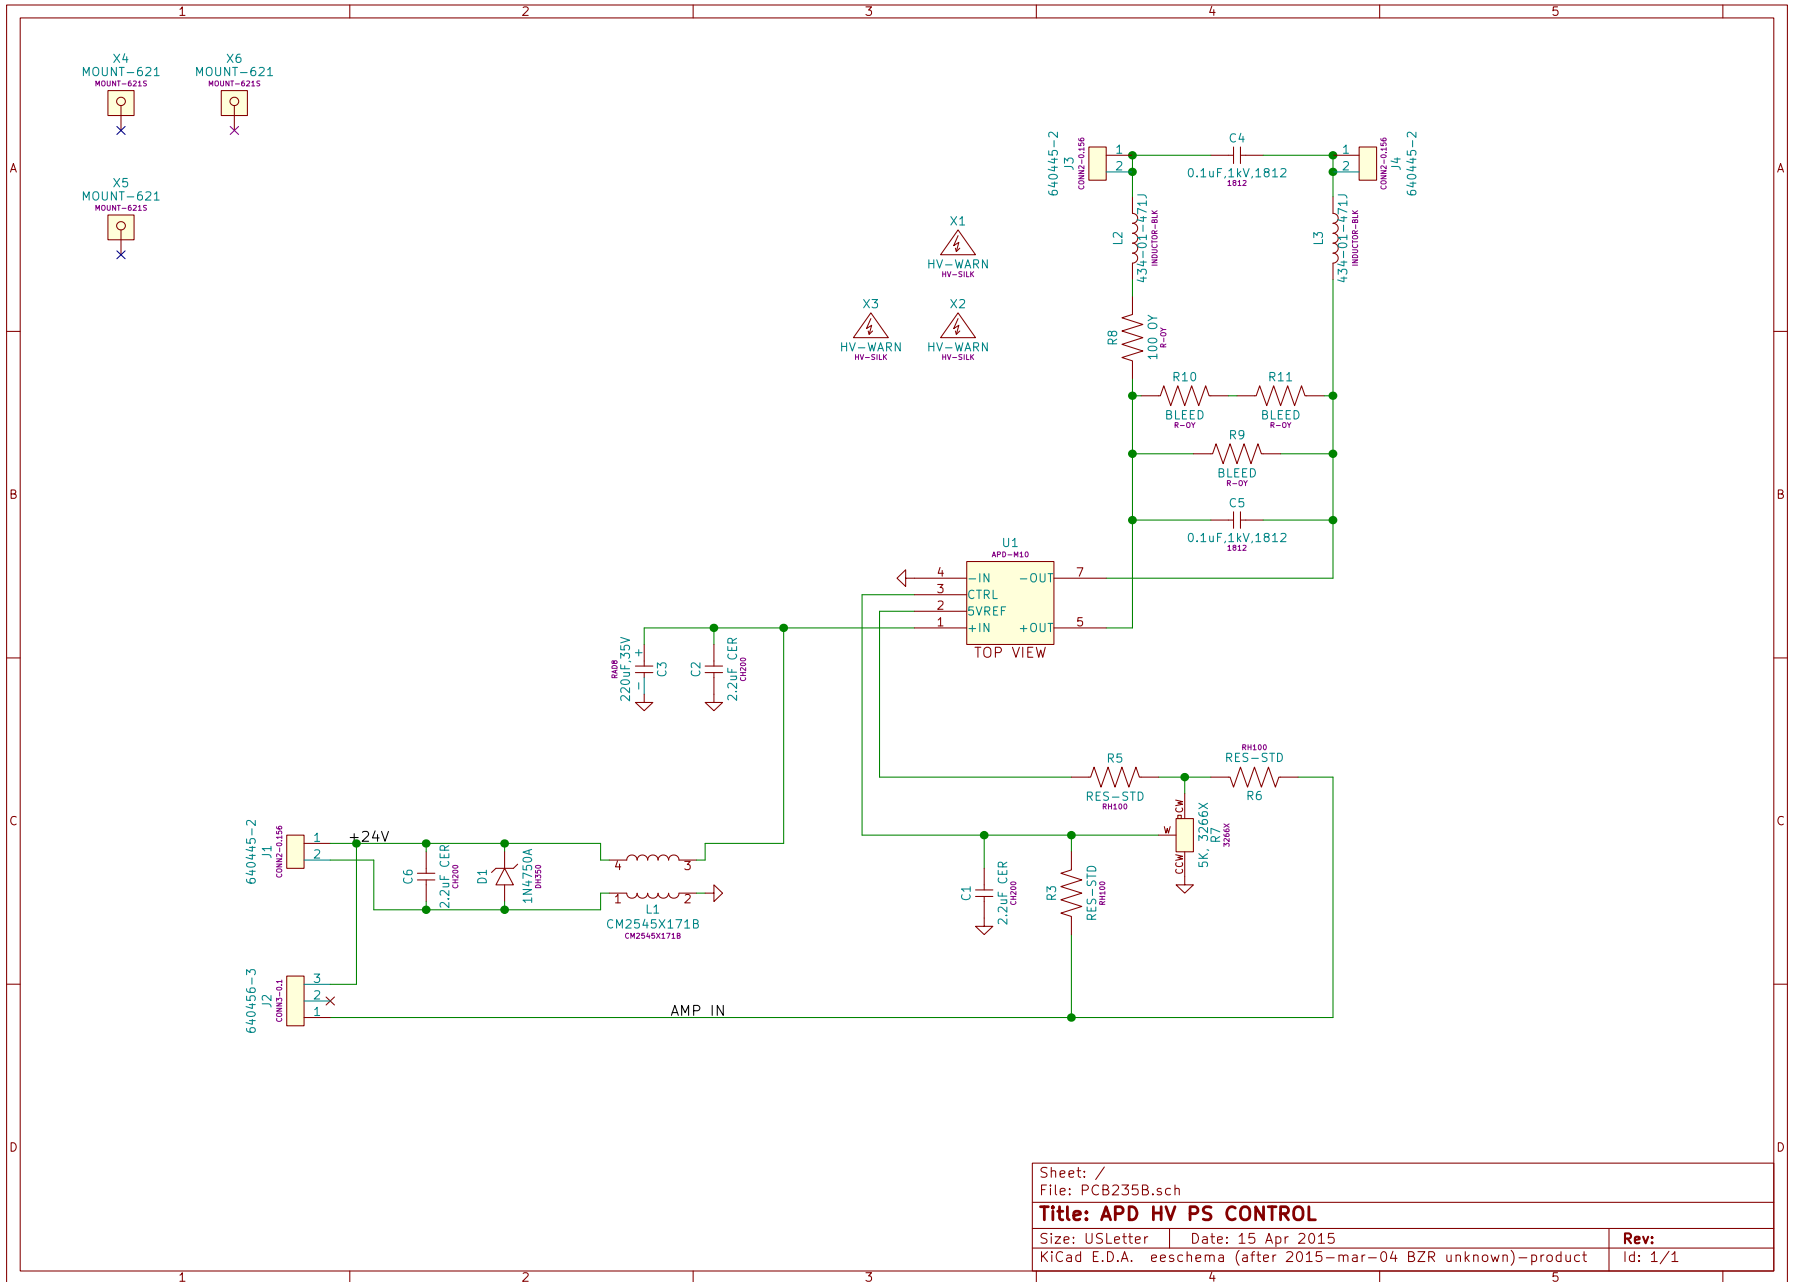 1 2 3 4 5
X4
MOUNT-621
MOUNT-621S
X6
MOUNT-621
MOUNT-621S
X5
MOUNT-621
MOUNT-621S
A
A
X1
HV-WARN
HV-SILK
X3
HV-WARN
HV-SILK
X2
HV-WARN
HV-SILK
640445-2
J3
CONN2-0.156
1
2
C4
0.1uF,1kV,1812
1812
1
2
CONN2-0.156
J4
640445-2
L2
434-01-471J
INDUCTOR-BLK
L3
434-01-471J
INDUCTOR-BLK
R8
100 OY
R-OY
R10
BLEED
R-OY
R11
BLEED
R-OY
R9
BLEED
R-OY
B
B
C5
0.1uF,1kV,1812
1812
U1
APD-M10
4 -IN -OUT 7
3 CTRL
2 5VREF
1 +IN +OUT 5
TOP VIEW
RAD8
220uF,35V
+
-
C3
C2
2.2uF CER
CH200
R5
RES-STD
RH100
RH100
RES-STD
R6
CW
W
CCW
5K, 3266X
R7
3266X
C
C
640445-2
J1
CONN2-0.156
1
2
+24V
C6
2.2uF CER
CH200
D1
1N4750A
DH350
4 3
1 2
L1
CM2545X171B
CM2545X171B
C1
2.2uF CER
CH200
R3
RES-STD
RH100
640456-3
J2
CONN3-0.1
3
2
1
AMP IN
D
D
Sheet: /
File: PCB235B.sch
Title: APD HV PS CONTROL
Size: USLetter Date: 15 Apr 2015 Rev:
KiCad E.D.A. eeschema (after 2015-mar-04 BZR unknown)-product Id: 1/1
1 2 3 4 5